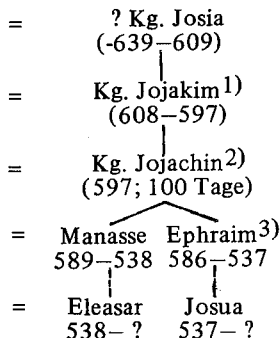 = ? Kg. Josia
(-639–609)
= Kg. Jojakim1)
(608–597)
= Kg. Jojachin2)
(597; 100 Tage)
= Manasse Ephraim3)
589–538 586–537
= Eleasar Josua
538– ? 537– ?